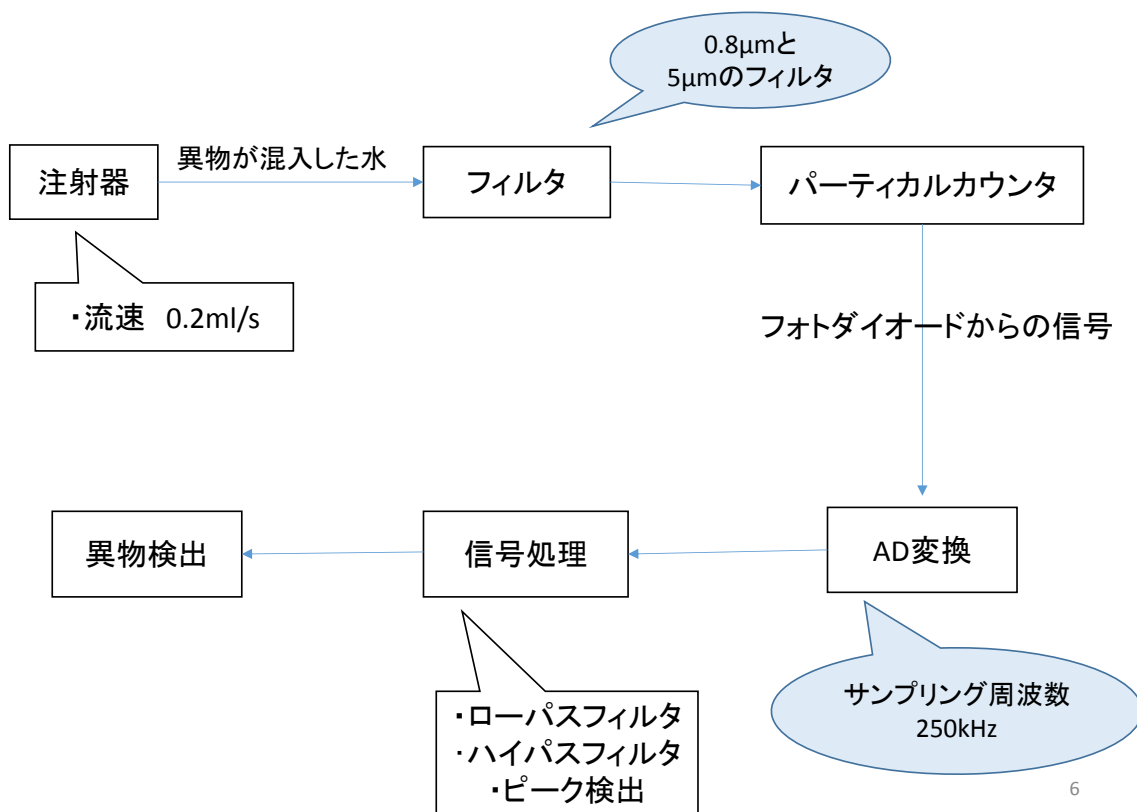 0.8µmと
5µmのフィルタ
注射器
異物が混入した水
フィルタ
パーティカルカウンタ
・流速 0.2ml/s
フォトダイオードからの信号
異物検出
信号処理
AD変換
・ローパスフィルタ
・ハイパスフィルタ
・ピーク検出
サンプリング周波数
250kHz
6